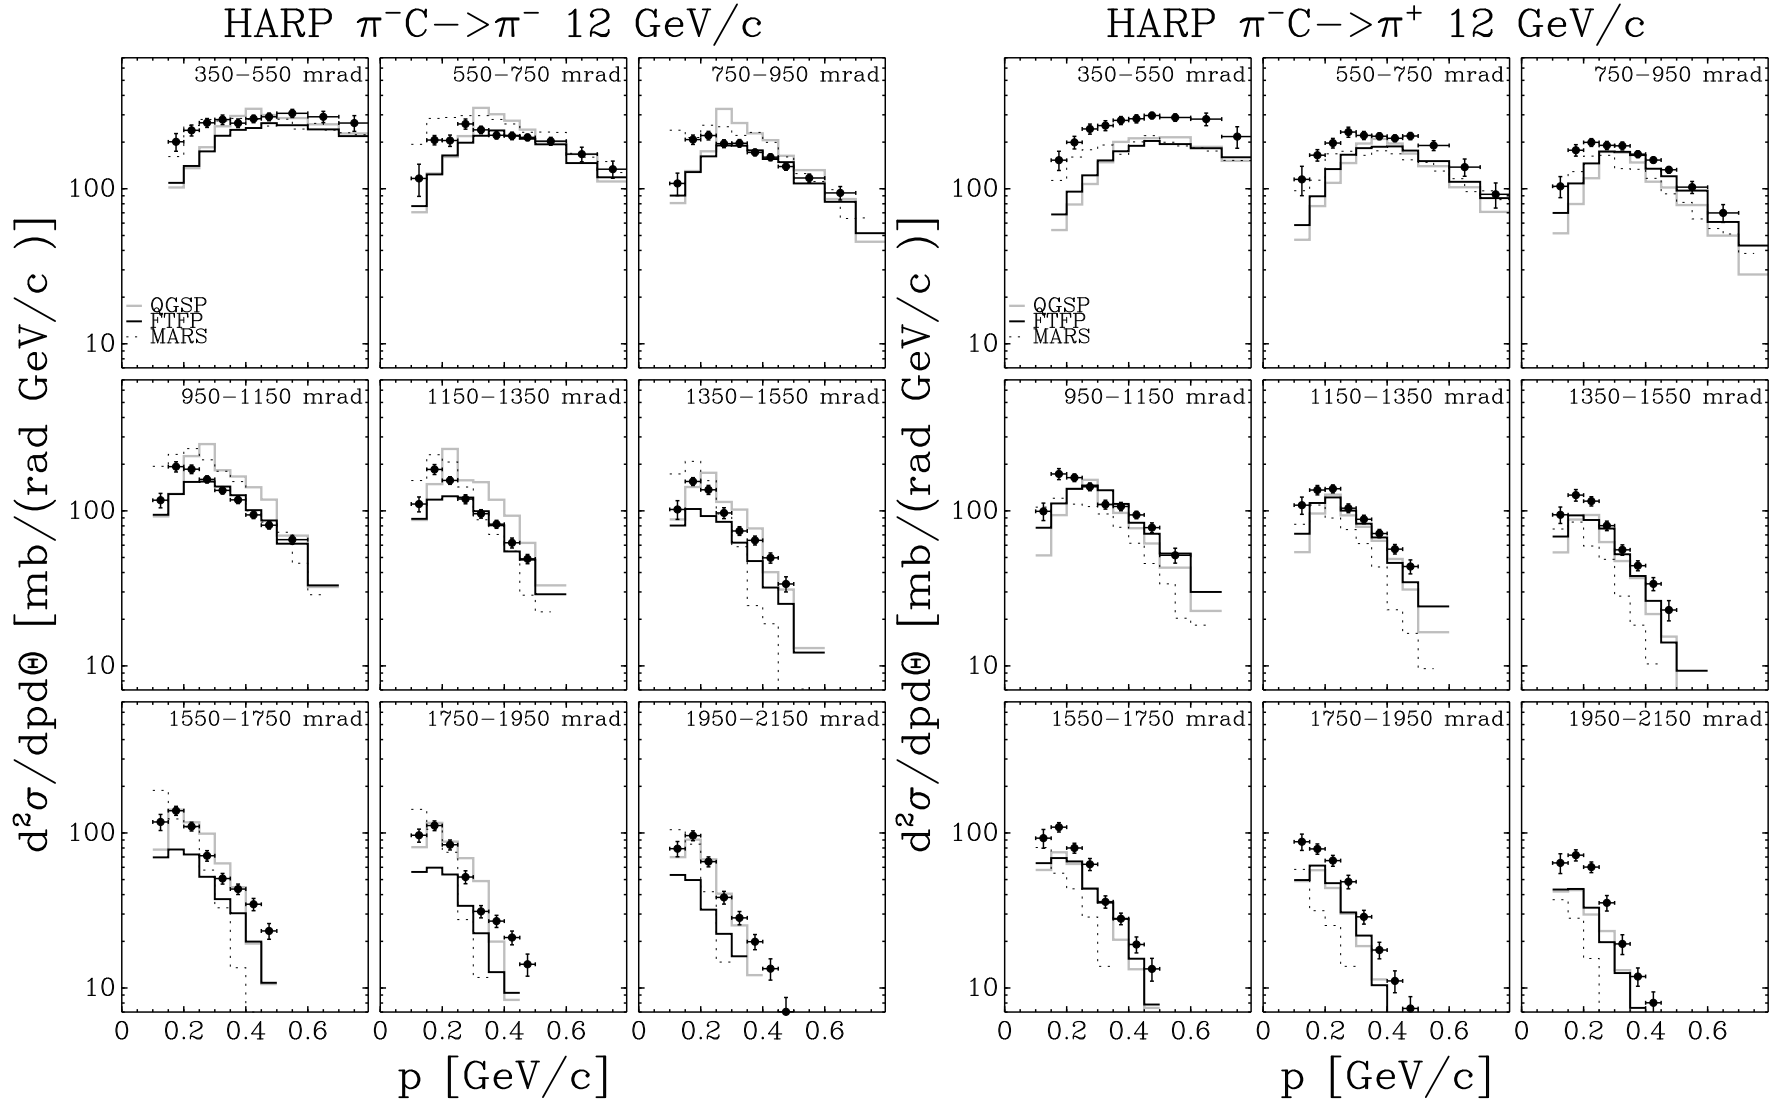 HARP π⁻C−>π⁻ 12 GeV/c
d²σ/dpdΘ [mb/(rad GeV/c )]
350−550 mrad
550−750 mrad
750−950 mrad
100
10
QGSP
FTFP
MARS
950−1150 mrad
1150−1350 mrad
1350−1550 mrad
100
10
1550−1750 mrad
1750−1950 mrad
1950−2150 mrad
100
10
0 0.2 0.4 0.6 0 0.2 0.4 0.6 0 0.2 0.4 0.6
p [GeV/c]
HARP π⁻C−>π⁺ 12 GeV/c
d²σ/dpdΘ [mb/(rad GeV/c )]
350−550 mrad
550−750 mrad
750−950 mrad
100
10
QGSP
FTFP
MARS
950−1150 mrad
1150−1350 mrad
1350−1550 mrad
100
10
1550−1750 mrad
1750−1950 mrad
1950−2150 mrad
100
10
0 0.2 0.4 0.6 0 0.2 0.4 0.6 0 0.2 0.4 0.6
p [GeV/c]